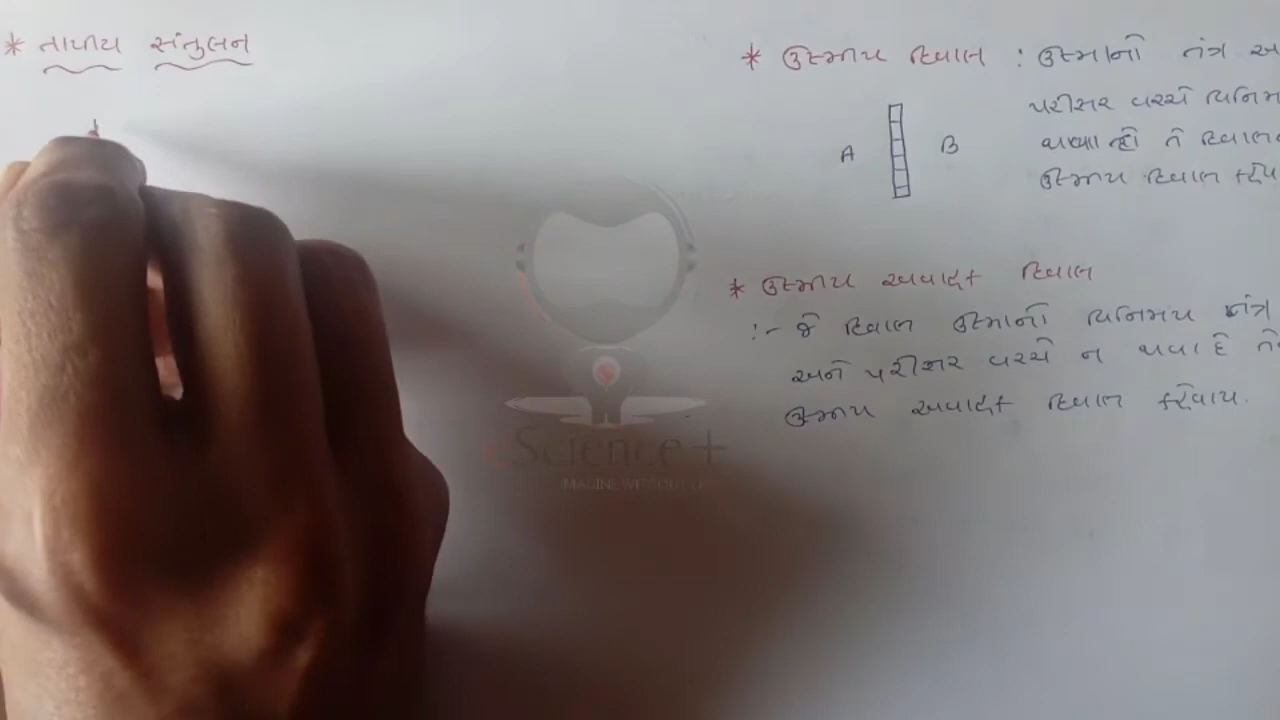 * તાપીય સંતુલન
* ઉષ્મીય દિવાલ : ઉષ્માનો તંત્ર અ
પરીસર વચ્ચે વિનિમ
A B
તે દિવાલ
ઉષ્મીય દિવાલ કહેવ
* ઉષ્મીય અવાહક દિવાલ
:- જે દિવાલ ઉષ્માનો વિનિમય તંત્ર
અને પરીસર વચ્ચે ન થવા દે તે
ઉષ્મીય અવાહક દિવાલ કહેવાય.
eScience+